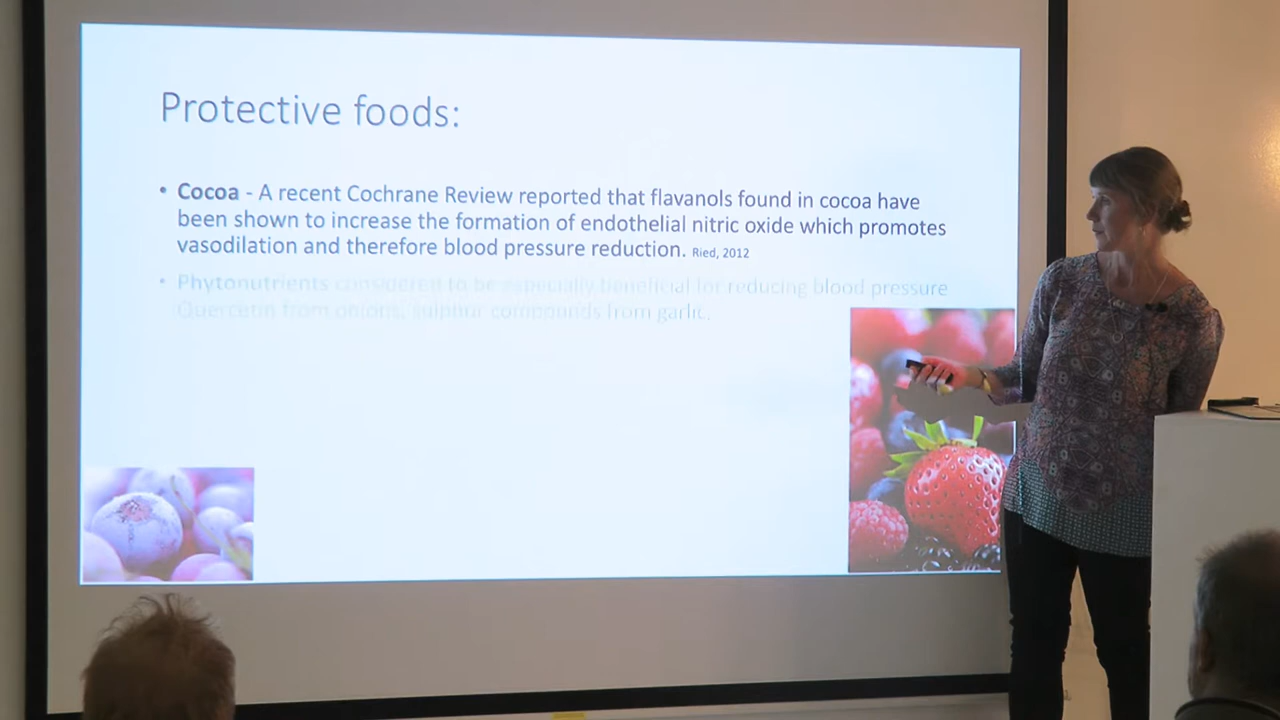 Protective foods:
• Cocoa - A recent Cochrane Review reported that flavanols found in cocoa have
been shown to increase the formation of endothelial nitric oxide which promotes
vasodilation and therefore blood pressure reduction. Ried, 2012
• Phytonutrients considered to be especially beneficial for reducing blood pressure
Quercetin from onions, sulphur compounds from garlic.